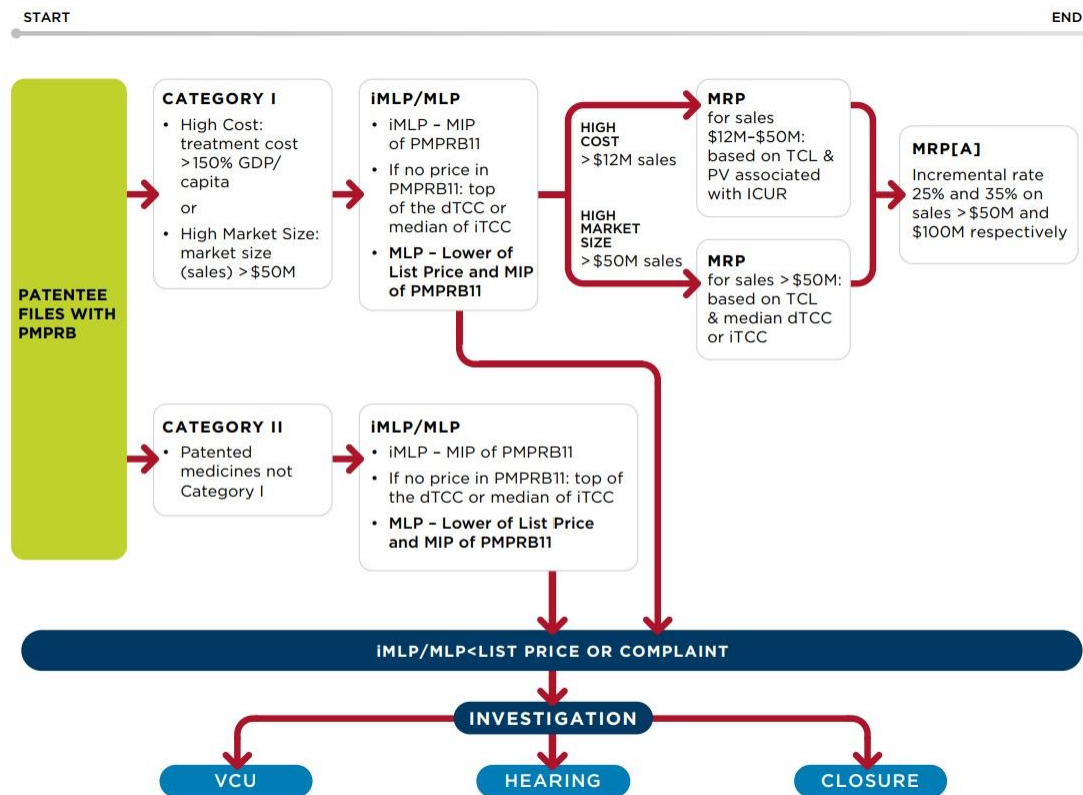 START
END
PATENTEE
FILES WITH
PMPRB
CATEGORY I
• High Cost:
treatment cost
>150% GDP/
capita
or
• High Market Size:
market size
(sales) >$50M
iMLP/MLP
• iMLP – MIP
of PMPRB11
• If no price in
PMPRB11: top
of the dTCC or
median of iTCC
• MLP – Lower of
List Price and MIP
of PMPRB11
HIGH
COST
>$12M sales
HIGH
MARKET
SIZE
>$50M sales
MRP
for sales
$12M–$50M:
based on TCL &
PV associated
with ICUR
MRP
for sales >$50M:
based on TCL
& median dTCC
or iTCC
MRP[A]
Incremental rate
25% and 35% on
sales >$50M and
$100M respectively
CATEGORY II
• Patented
medicines not
Category I
iMLP/MLP
• iMLP – MIP of PMPRB11
• If no price in PMPRB11: top of
the dTCC or median of iTCC
• MLP – Lower of List Price
and MIP of PMPRB11
iMLP/MLP<LIST PRICE OR COMPLAINT
INVESTIGATION
VCU
HEARING
CLOSURE